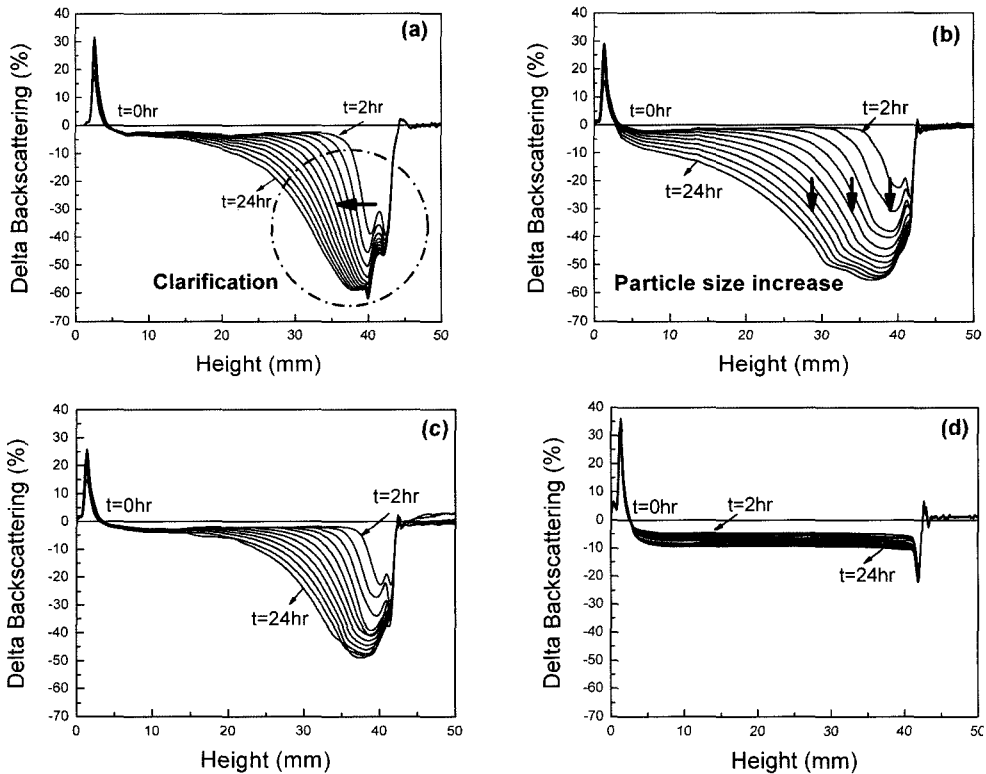 (a)
Delta Backscattering (%)
40
30
20
10
0
-10
-20
-30
-40
-50
-60
-70
t=0hr
t=2hr
t=24hr
Clarification
0 10 20 30 40 50
Height (mm)
(b)
Delta Backscattering (%)
40
30
20
10
0
-10
-20
-30
-40
-50
-60
-70
t=0hr
t=2hr
t=24hr
Particle size increase
0 10 20 30 40 50
Height (mm)
(c)
Delta Backscattering (%)
40
30
20
10
0
-10
-20
-30
-40
-50
-60
-70
t=0hr
t=2hr
t=24hr
0 10 20 30 40 50
Height (mm)
(d)
Delta Backscattering (%)
40
30
20
10
0
-10
-20
-30
-40
-50
-60
-70
t=0hr
t=2hr
t=24hr
0 10 20 30 40 50
Height (mm)